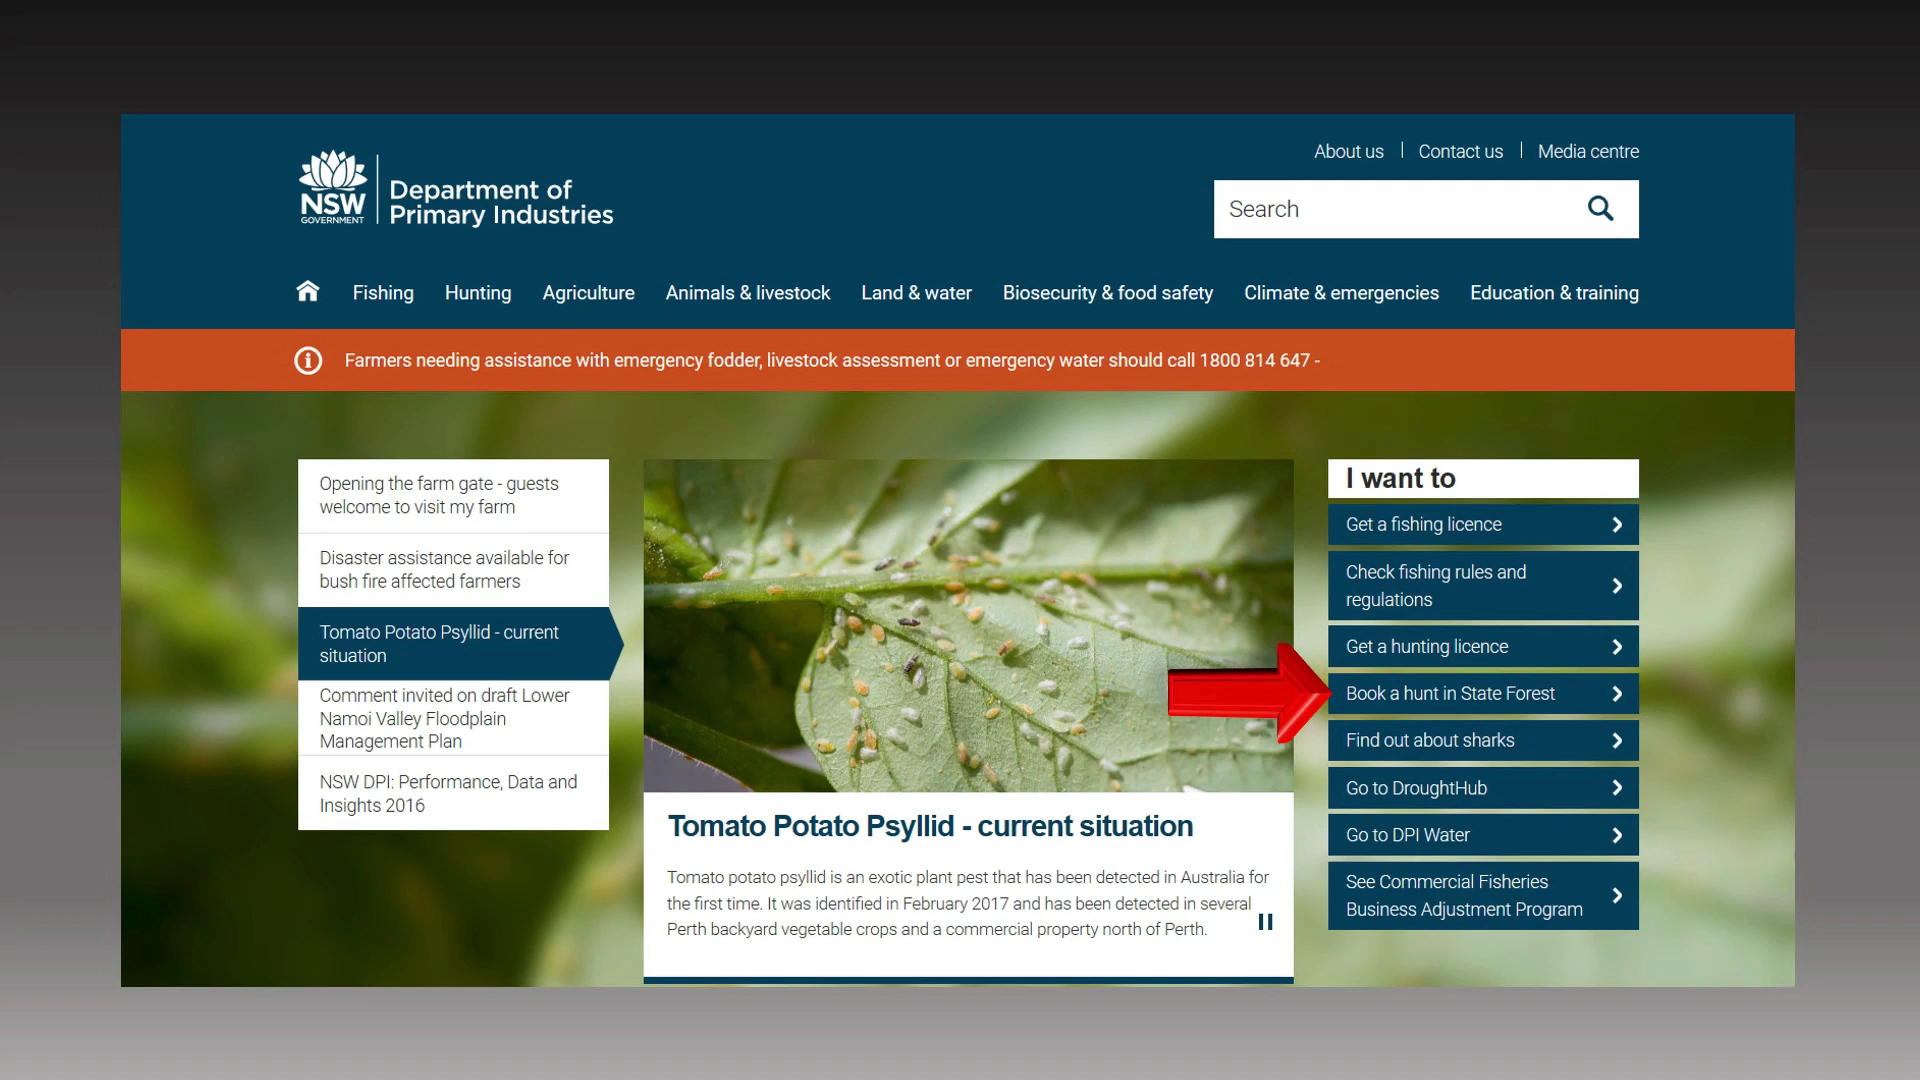 About us
Contact us
Media centre
NSW
GOVERNMENT
Department of
Primary Industries
Search
Fishing
Hunting
Agriculture
Animals & livestock
Land & water
Biosecurity & food safety
Climate & emergencies
Education & training
Farmers needing assistance with emergency fodder, livestock assessment or emergency water should call 1800 814 647 -
Opening the farm gate - guests
welcome to visit my farm
Disaster assistance available for
bush fire affected farmers
Tomato Potato Psyllid - current
situation
Comment invited on draft Lower
Namoi Valley Floodplain
Management Plan
NSW DPI: Performance, Data and
Insights 2016
Tomato Potato Psyllid - current situation
Tomato potato psyllid is an exotic plant pest that has been detected in Australia for
the first time. It was identified in February 2017 and has been detected in several
Perth backyard vegetable crops and a commercial property north of Perth.
I want to
Get a fishing licence
Check fishing rules and
regulations
Get a hunting licence
Book a hunt in State Forest
Find out about sharks
Go to DroughtHub
Go to DPI Water
See Commercial Fisheries
Business Adjustment Program